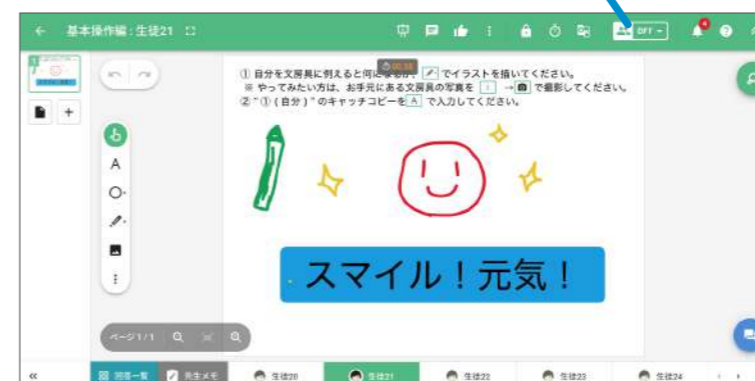 基本操作編：生徒21
OFF
4
1
① 自分を文房具に例えると何に
でイラストを描いてください。
※ やってみたい方は、お手元にある文房具の写真を → で撮影してください。
② “①（自分）”のキャッチコピーを A で入力してください。
A
スマイル！元気！
ページ1/1
回答一覧
先生メモ
生徒20
生徒21
生徒22
生徒23
生徒24